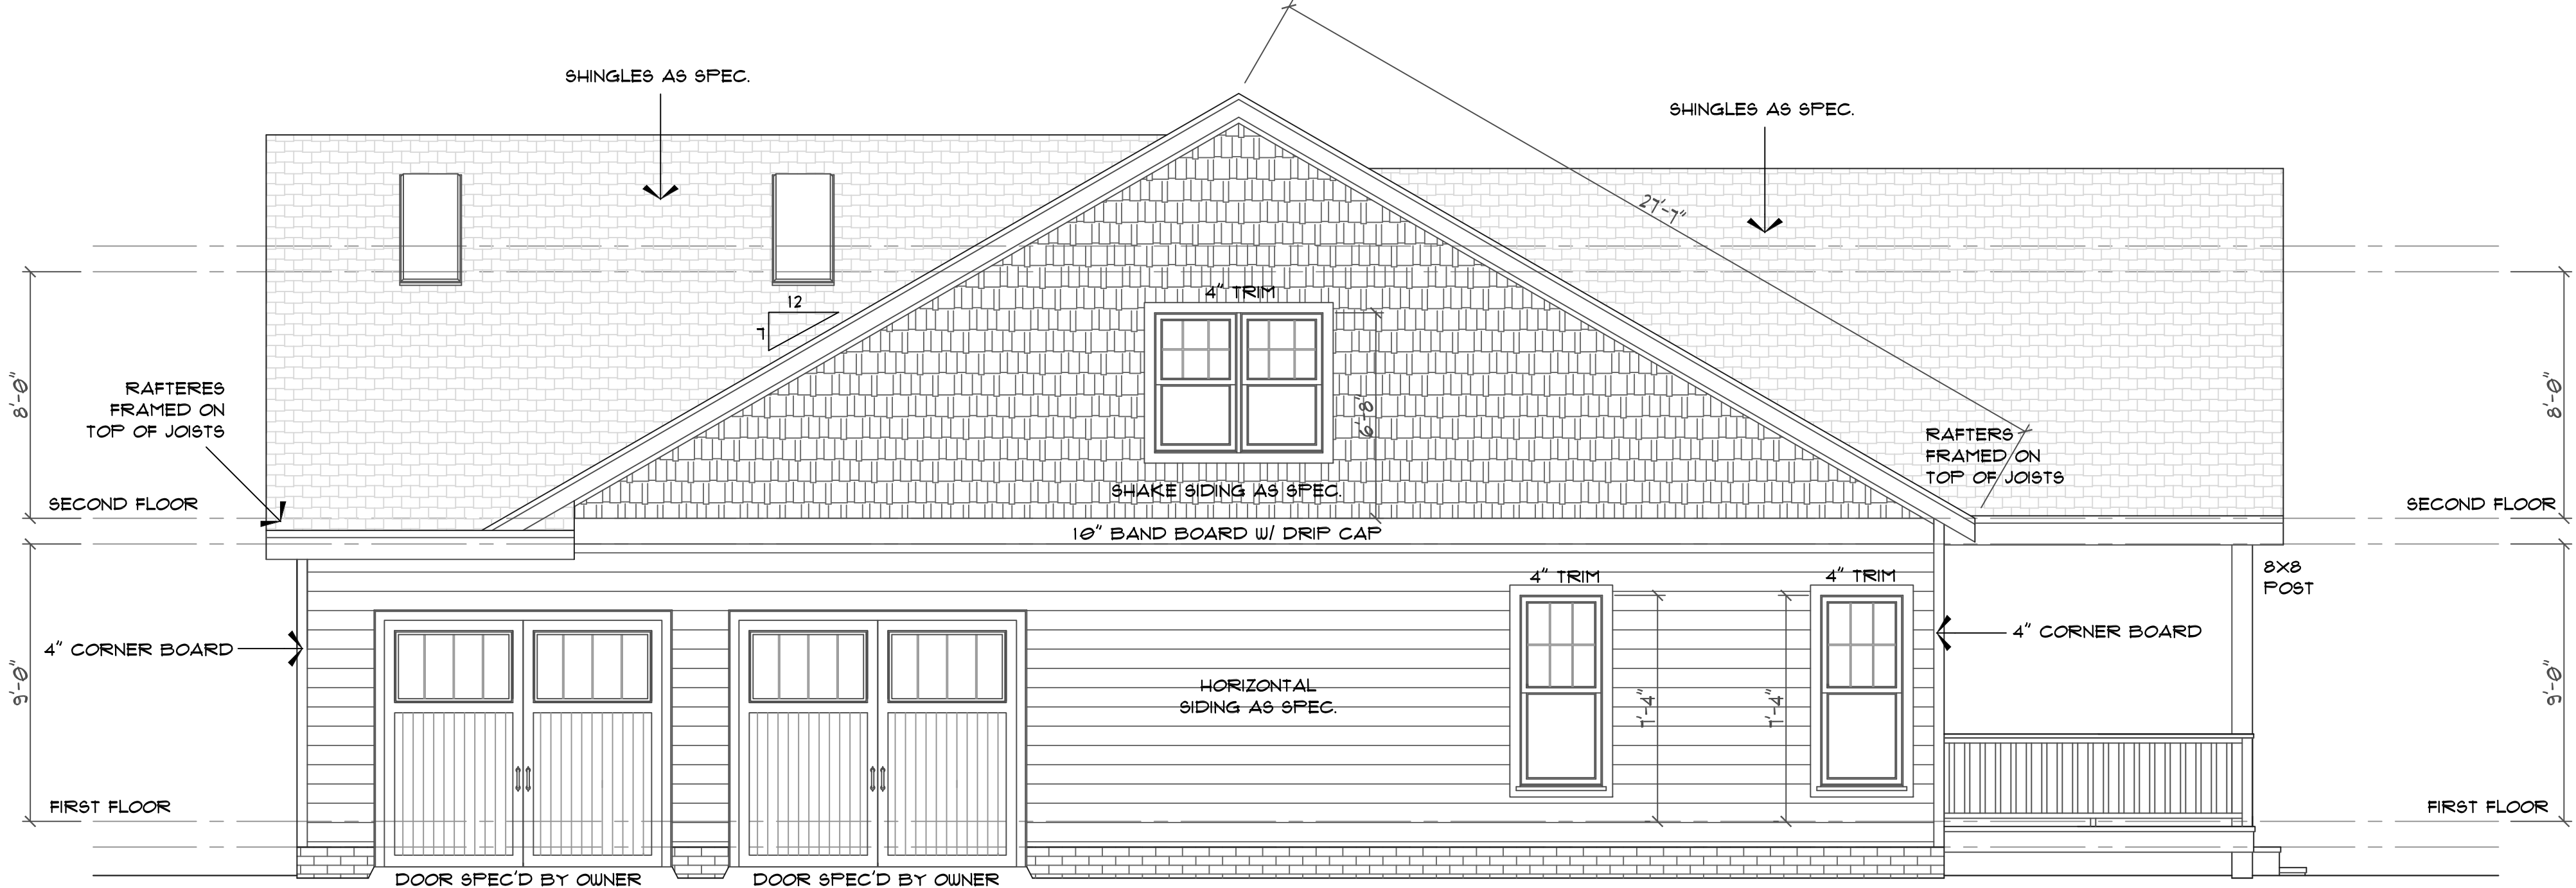 SHINGLES AS SPEC.
SHINGLES AS SPEC.
27'-7"
12
7
4" TRIM
8'-0"
8'-0"
6'-8"
RAFTERES
FRAMED ON
TOP OF JOISTS
RAFTERS
FRAMED ON
TOP OF JOISTS
SHAKE SIDING AS SPEC.
SECOND FLOOR
SECOND FLOOR
10" BAND BOARD W/ DRIP CAP
4" TRIM
4" TRIM
8X8
POST
4" CORNER BOARD
4" CORNER BOARD
9'-0"
9'-0"
HORIZONTAL
SIDING AS SPEC.
7'-4"
7'-4"
FIRST FLOOR
FIRST FLOOR
DOOR SPEC'D BY OWNER
DOOR SPEC'D BY OWNER